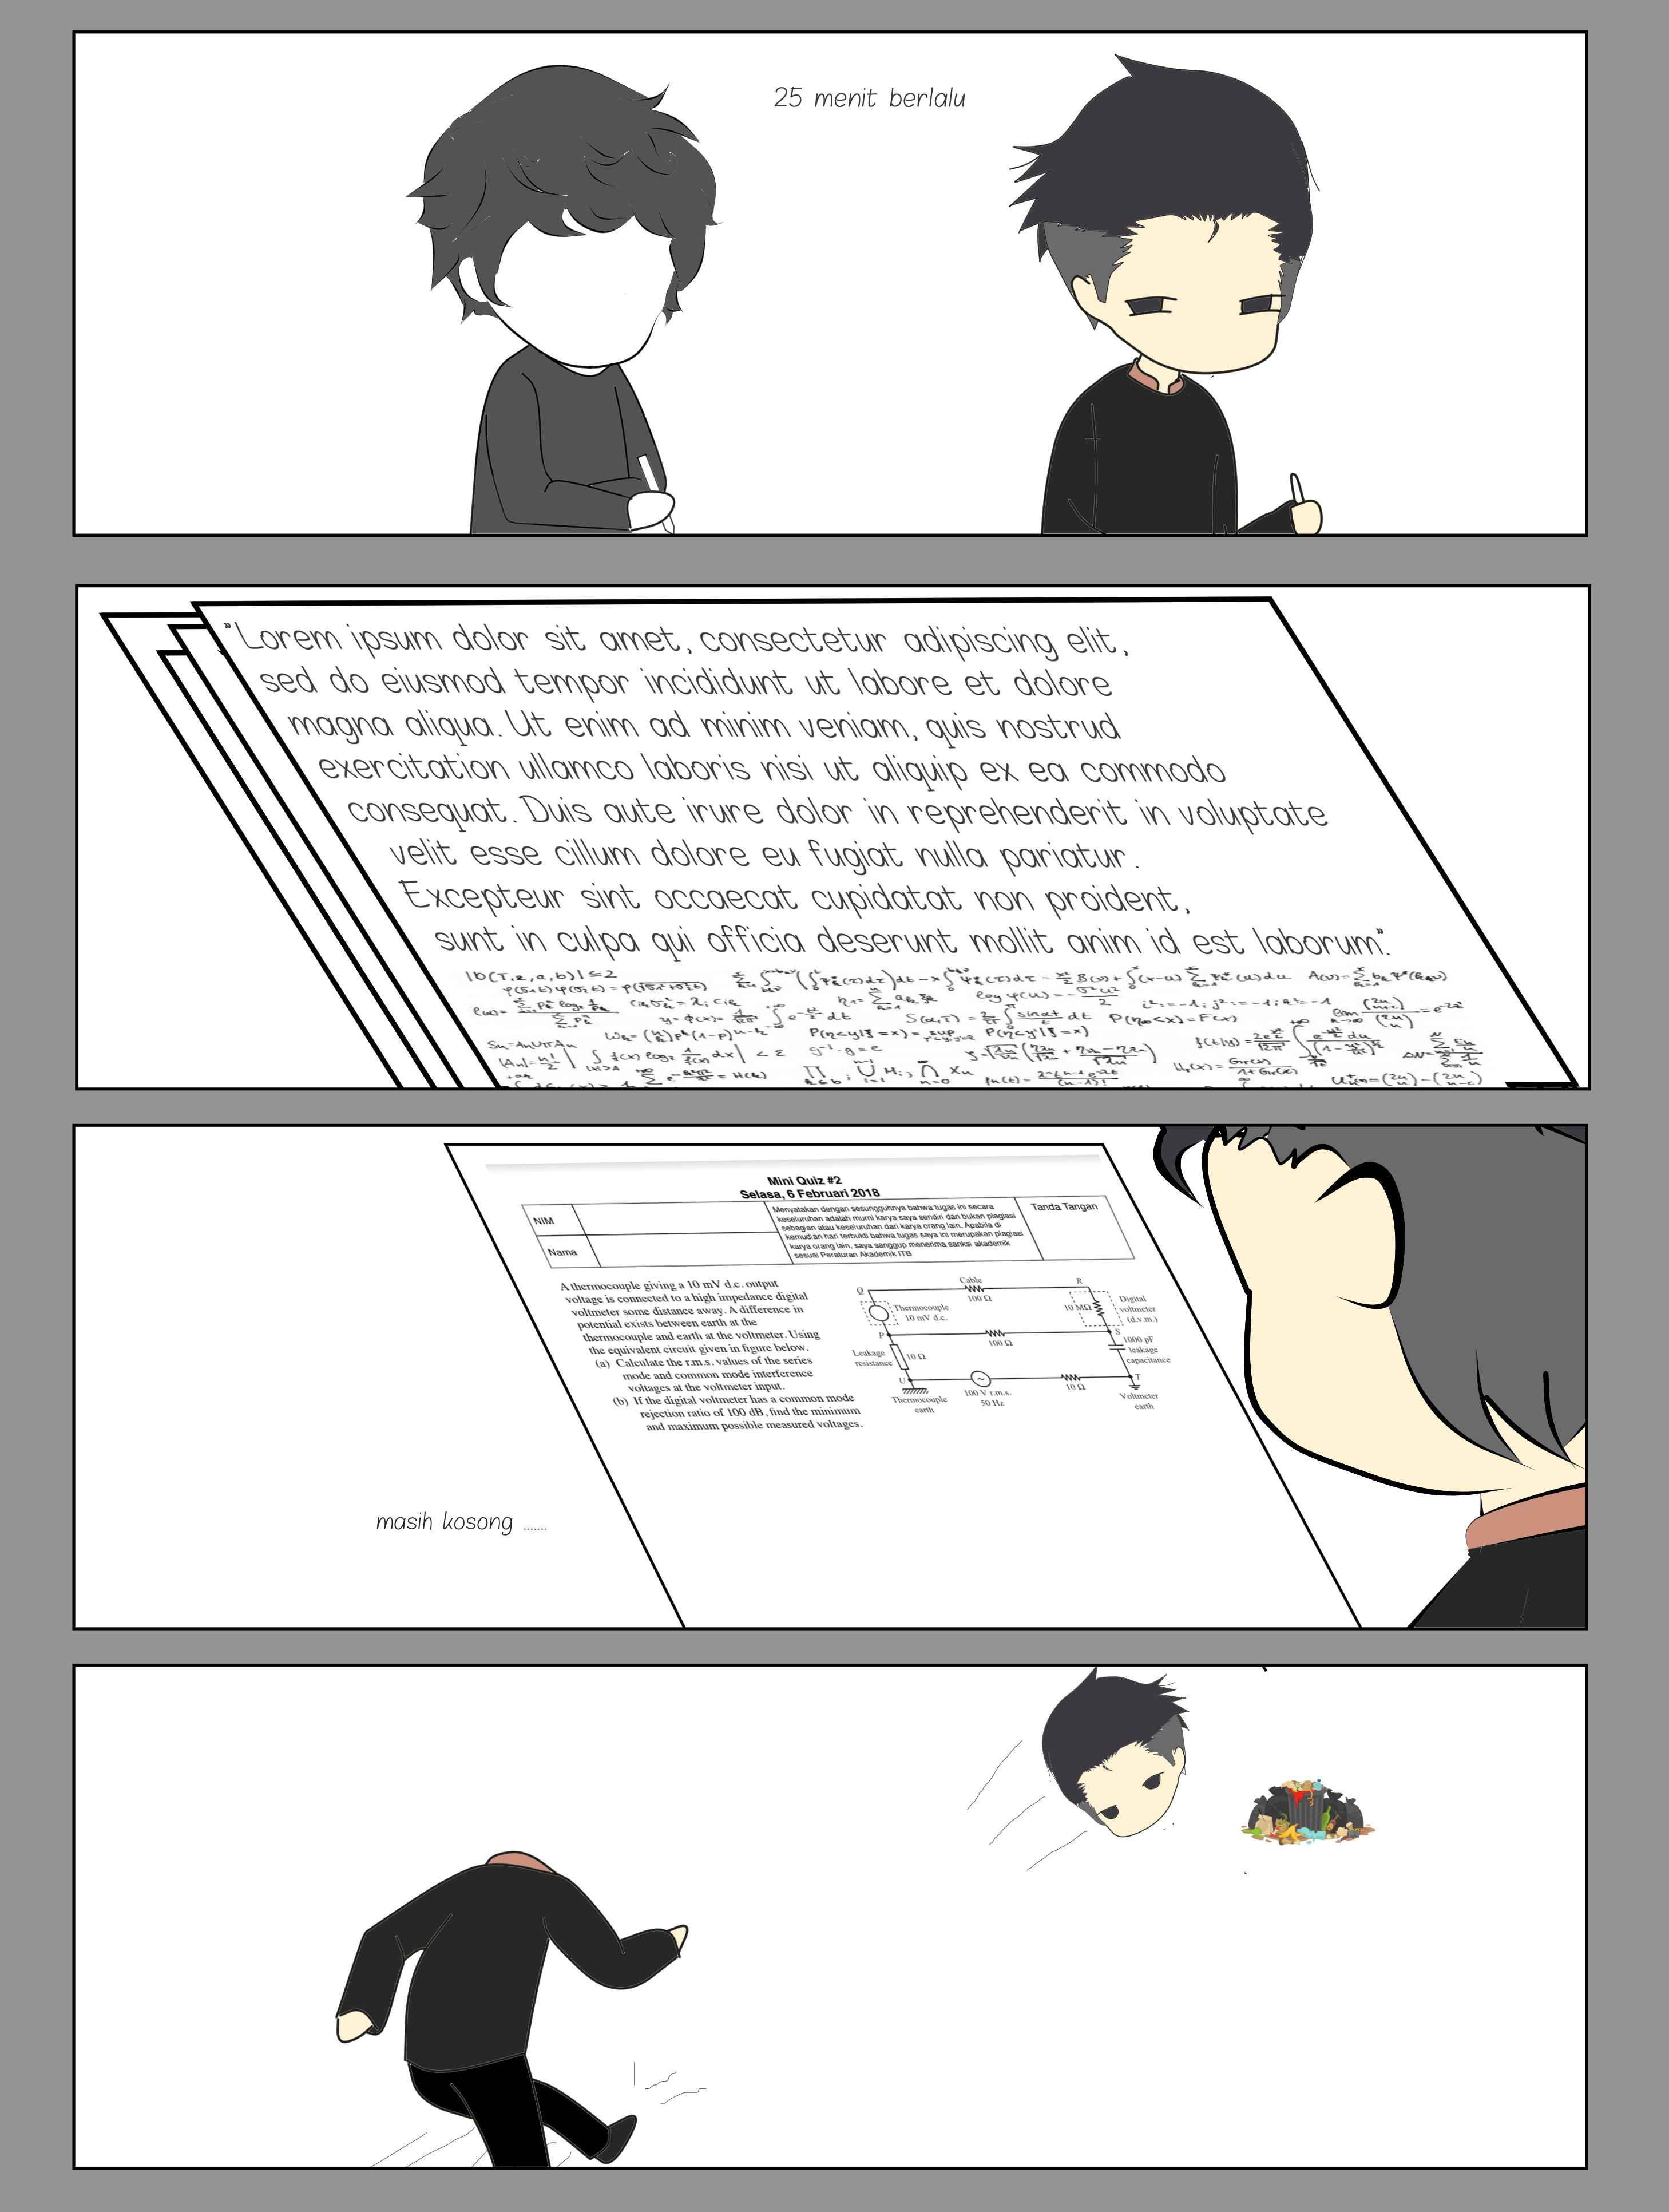 25 menit berlalu
"Lorem ipsum dolor sit amet, consectetur adipiscing elit,
sed do eiusmod tempor incididunt ut labore et dolore
magna aliqua. Ut enim ad minim veniam, quis nostrud
exercitation ullamco laboris nisi ut aliquip ex ea commodo
consequat. Duis aute irure dolor in reprehenderit in voluptate
velit esse cillum dolore eu fugiat nulla pariatur.
Excepteur sint occaecat cupidatat non proident,
sunt in culpa qui officia deserunt mollit anim id est laborum."
Mini Quiz #2
Selasa, 6 Februari 2018
NIM
Nama
Menyatakan dengan sesungguhnya bahwa tugas ini secara
keseluruhan adalah murni karya saya sendiri dan bukan plagiasi
sebagian atau keseluruhan dari karya orang lain. Apabila di
kemudian hari terbukti bahwa tugas saya ini merupakan plagiasi
karya orang lain, saya sanggup menerima sanksi akademik
sesuai Peraturan Akademik ITB
Tanda Tangan
A thermocouple giving a 10 mV d.c. output
voltage is connected to a high impedance digital
voltmeter some distance away. A difference in
potential exists between earth at the
thermocouple and earth at the voltmeter. Using
the equivalent circuit given in figure below.
(a) Calculate the r.m.s. values of the series
mode and common mode interference
voltages at the voltmeter input.
(b) If the digital voltmeter has a common mode
rejection ratio of 100 dB, find the minimum
and maximum possible measured voltages.
Q
Cable
100 Ω
R
Thermocouple
10 mV d.c.
10 MΩ
Digital
voltmeter
(d.v.m.)
P
100 Ω
S
Leakage
resistance
10 Ω
1000 pF
leakage
capacitance
U
Thermocouple
earth
100 V r.m.s.
50 Hz
10 Ω
T
Voltmeter
earth
masih kosong .......